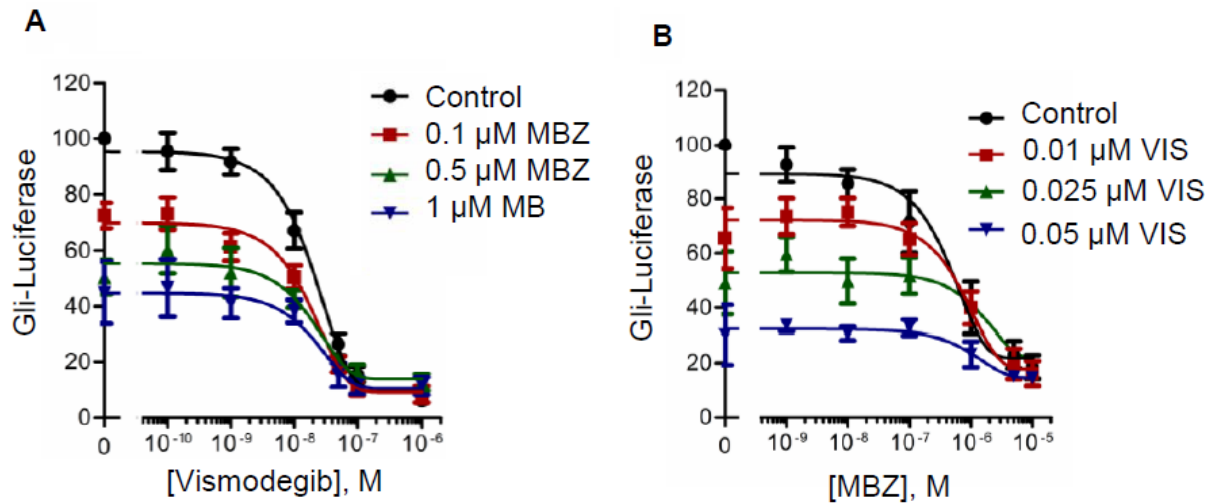 A
120
100
80
60
40
20
0
Gli-Luciferase
0 10⁻¹⁰ 10⁻⁹ 10⁻⁸ 10⁻⁷ 10⁻⁶
[Vismodegib], M
Control
0.1 µM MBZ
0.5 µM MBZ
1 µM MB
B
120
100
80
60
40
20
0
Gli-Luciferase
0 10⁻⁹ 10⁻⁸ 10⁻⁷ 10⁻⁶ 10⁻⁵
[MBZ], M
Control
0.01 µM VIS
0.025 µM VIS
0.05 µM VIS